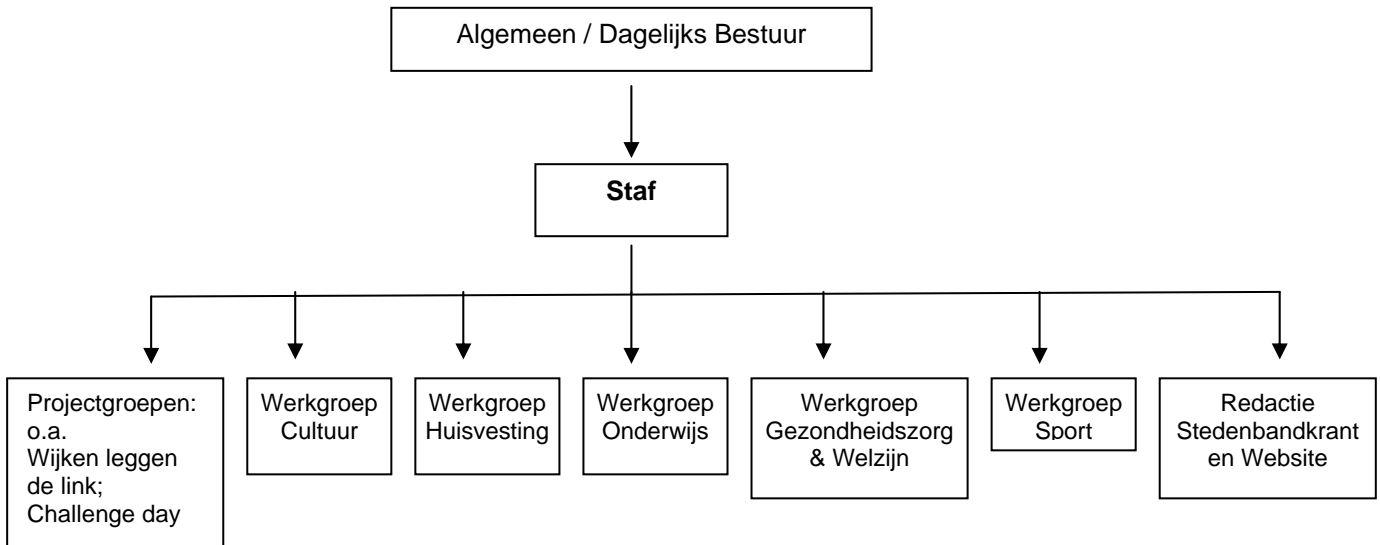 Algemeen / Dagelijks Bestuur
Staf
Projectgroepen:
o.a.
Wijken leggen
de link;
Challenge day
Werkgroep
Cultuur
Werkgroep
Huisvesting
Werkgroep
Onderwijs
Werkgroep
Gezondheidszorg
& Welzijn
Werkgroep
Sport
Redactie
Stedenbandkrant
en Website